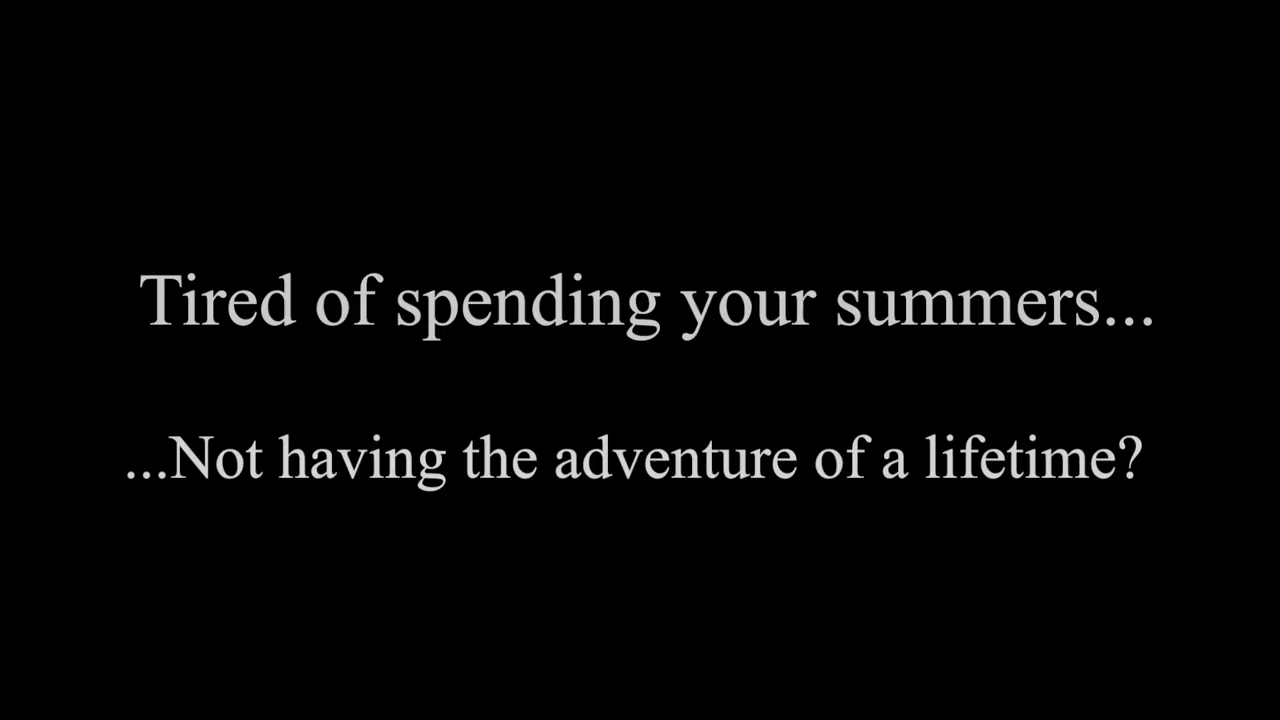 Tired of spending your summers...
...Not having the adventure of a lifetime?